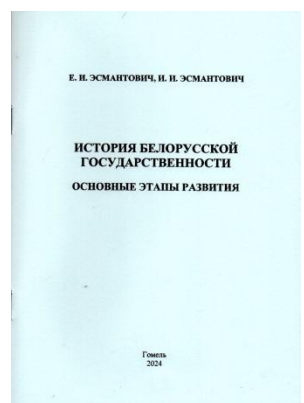 Е. И. ЭСМАНТОВИЧ, И. И. ЭСМАНТОВИЧ
ИСТОРИЯ БЕЛОРУССКОЙ
ГОСУДАРСТВЕННОСТИ
ОСНОВНЫЕ ЭТАПЫ РАЗВИТИЯ
Гомель
2024